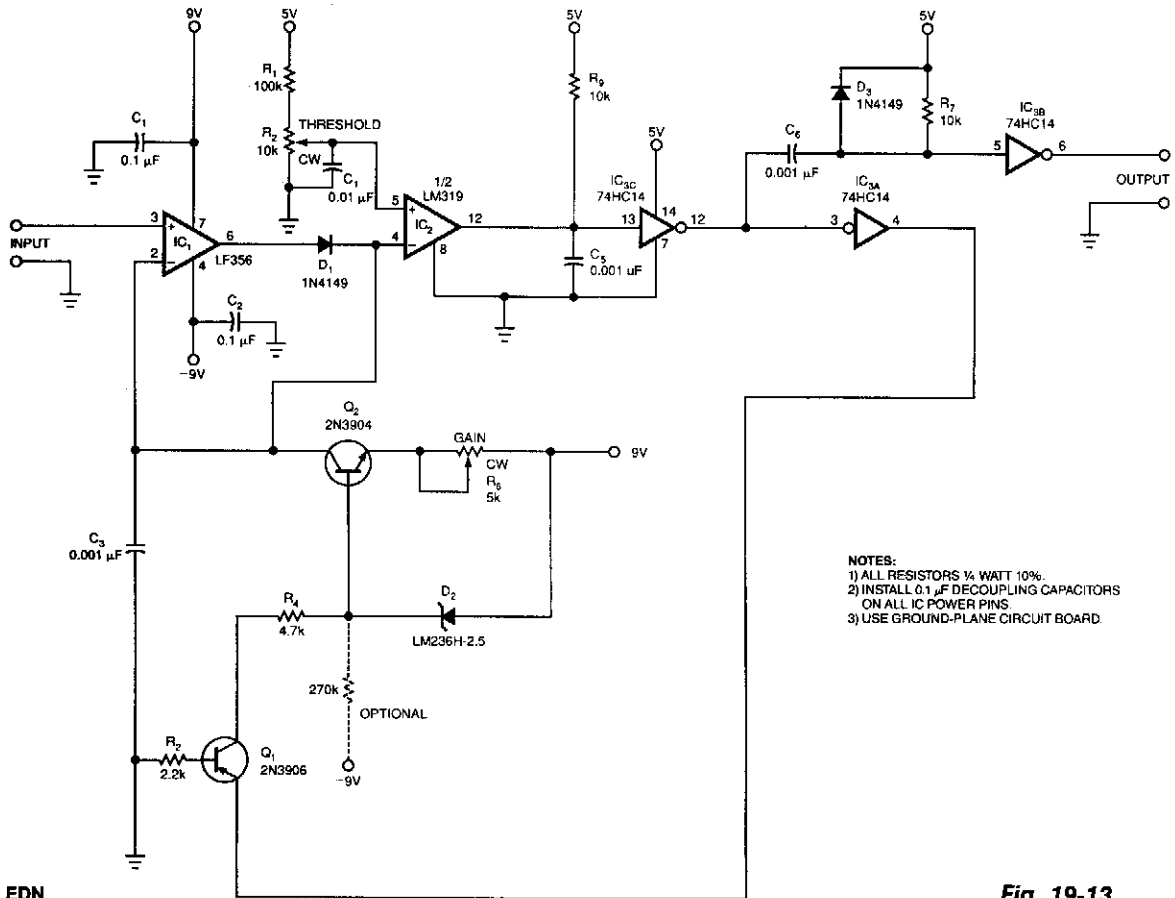 9V
5V
R1
100k
C1
0.1 µF
R2
10k
THRESHOLD
CW
C1
0.01 µF
INPUT
3
+
2
−
IC1
7
6
4
LF356
C2
0.1 µF
−9V
D1
1N4149
1/2
LM319
5
+
4
−
IC2
12
8
5V
R9
10k
C5
0.001 uF
5V
IC3C
74HC14
13
14
12
7
5V
D3
1N4149
R7
10k
C6
0.001 µF
IC3B
74HC14
5
6
OUTPUT
IC3A
74HC14
3
4
Q2
2N3904
GAIN
CW
R6
5k
9V
C3
0.001 µF
R4
4.7k
D2
LM236H-2.5
270k
OPTIONAL
−9V
R2
2.2k
Q1
2N3906
NOTES:
1) ALL RESISTORS ¼ WATT 10%.
2) INSTALL 0.1 µF DECOUPLING CAPACITORS
ON ALL IC POWER PINS.
3) USE GROUND-PLANE CIRCUIT BOARD.
EDN
Fig. 19-13